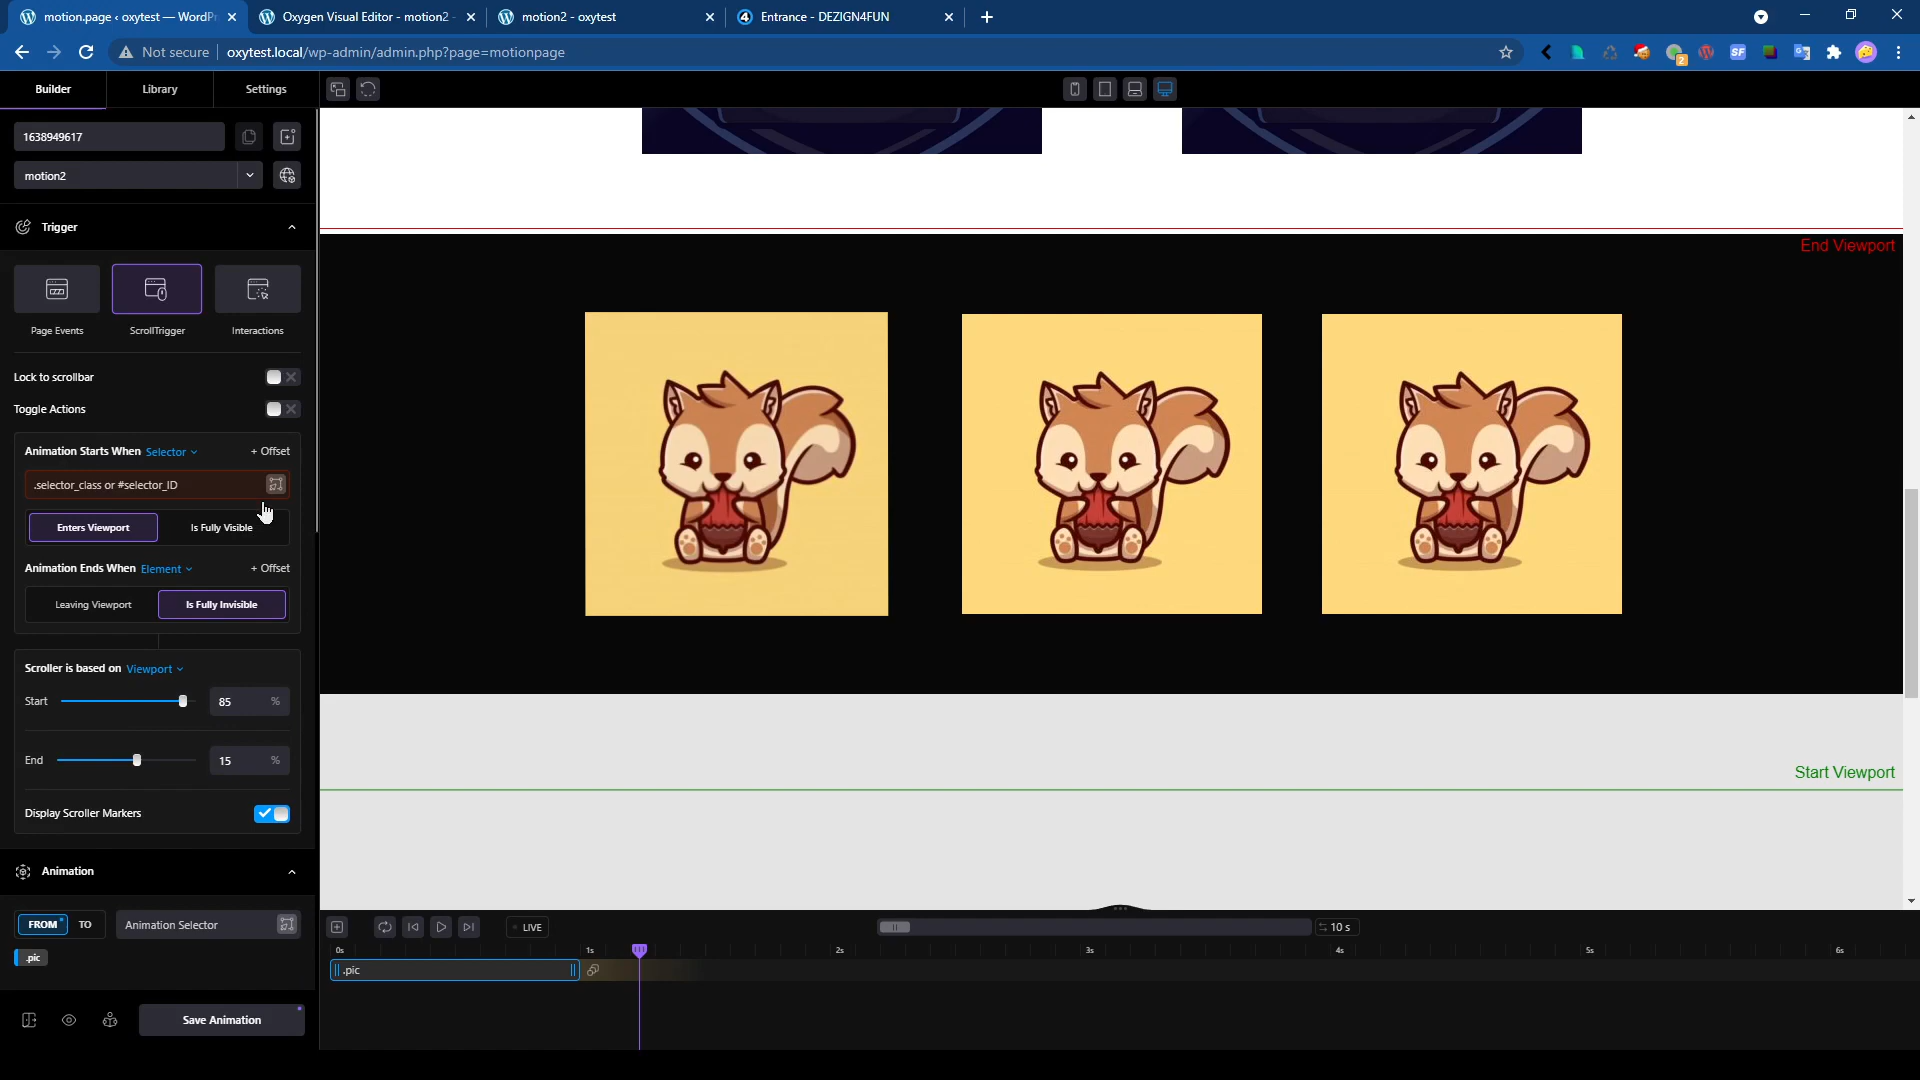 motion.page ‹ oxytest — WordPr
Oxygen Visual Editor - motion2 -
motion2 - oxytest
Entrance - DEZIGN4FUN
Not secure
oxytest.local/wp-admin/admin.php?page=motionpage
2
SF
Builder
Library
Settings
1638949617
motion2
Trigger
Page Events
ScrollTrigger
Interactions
Lock to scrollbar
Toggle Actions
Animation Starts When Selector
+ Offset
.selector_class or #selector_ID
Enters Viewport
Is Fully Visible
Animation Ends When Element
+ Offset
Leaving Viewport
Is Fully Invisible
Scroller is based on Viewport
Start
85
%
End
15
%
Display Scroller Markers
Animation
FROM
TO
Animation Selector
.pic
Save Animation
End Viewport
Start Viewport
LIVE
10 s
0s
1s
2s
3s
4s
5s
6s
.pic